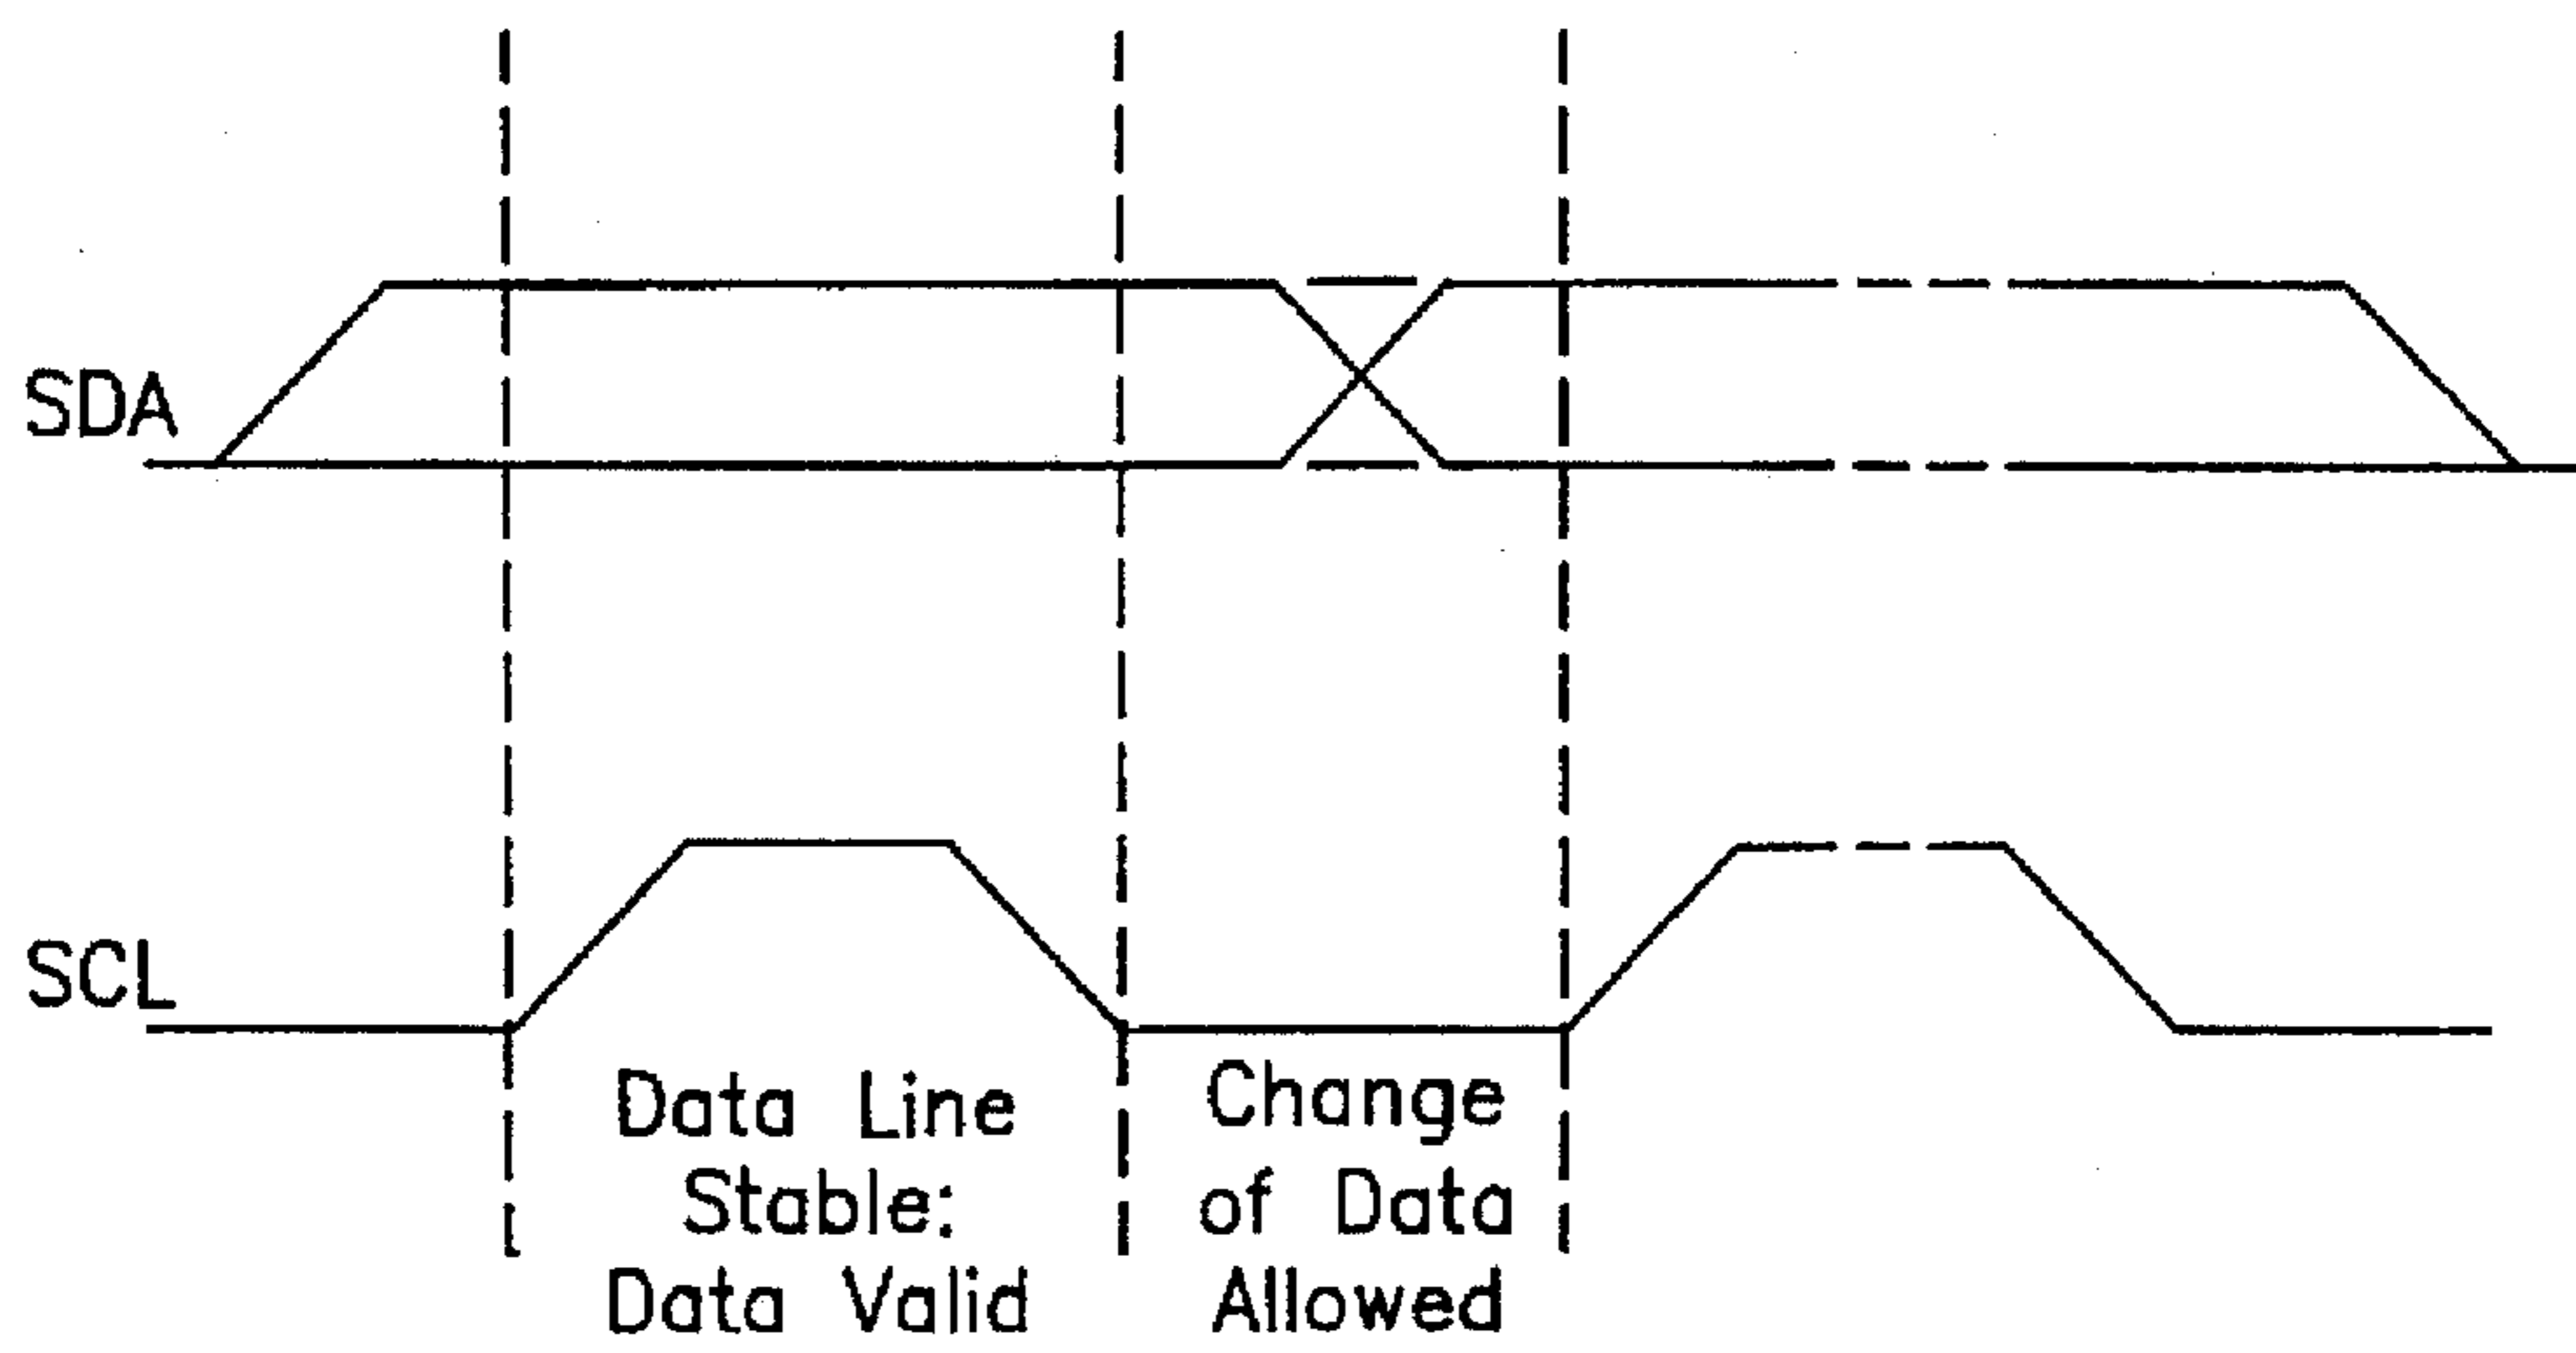 SDA
SCL
Data Line
Stable:
Data Valid
Change
of Data
Allowed